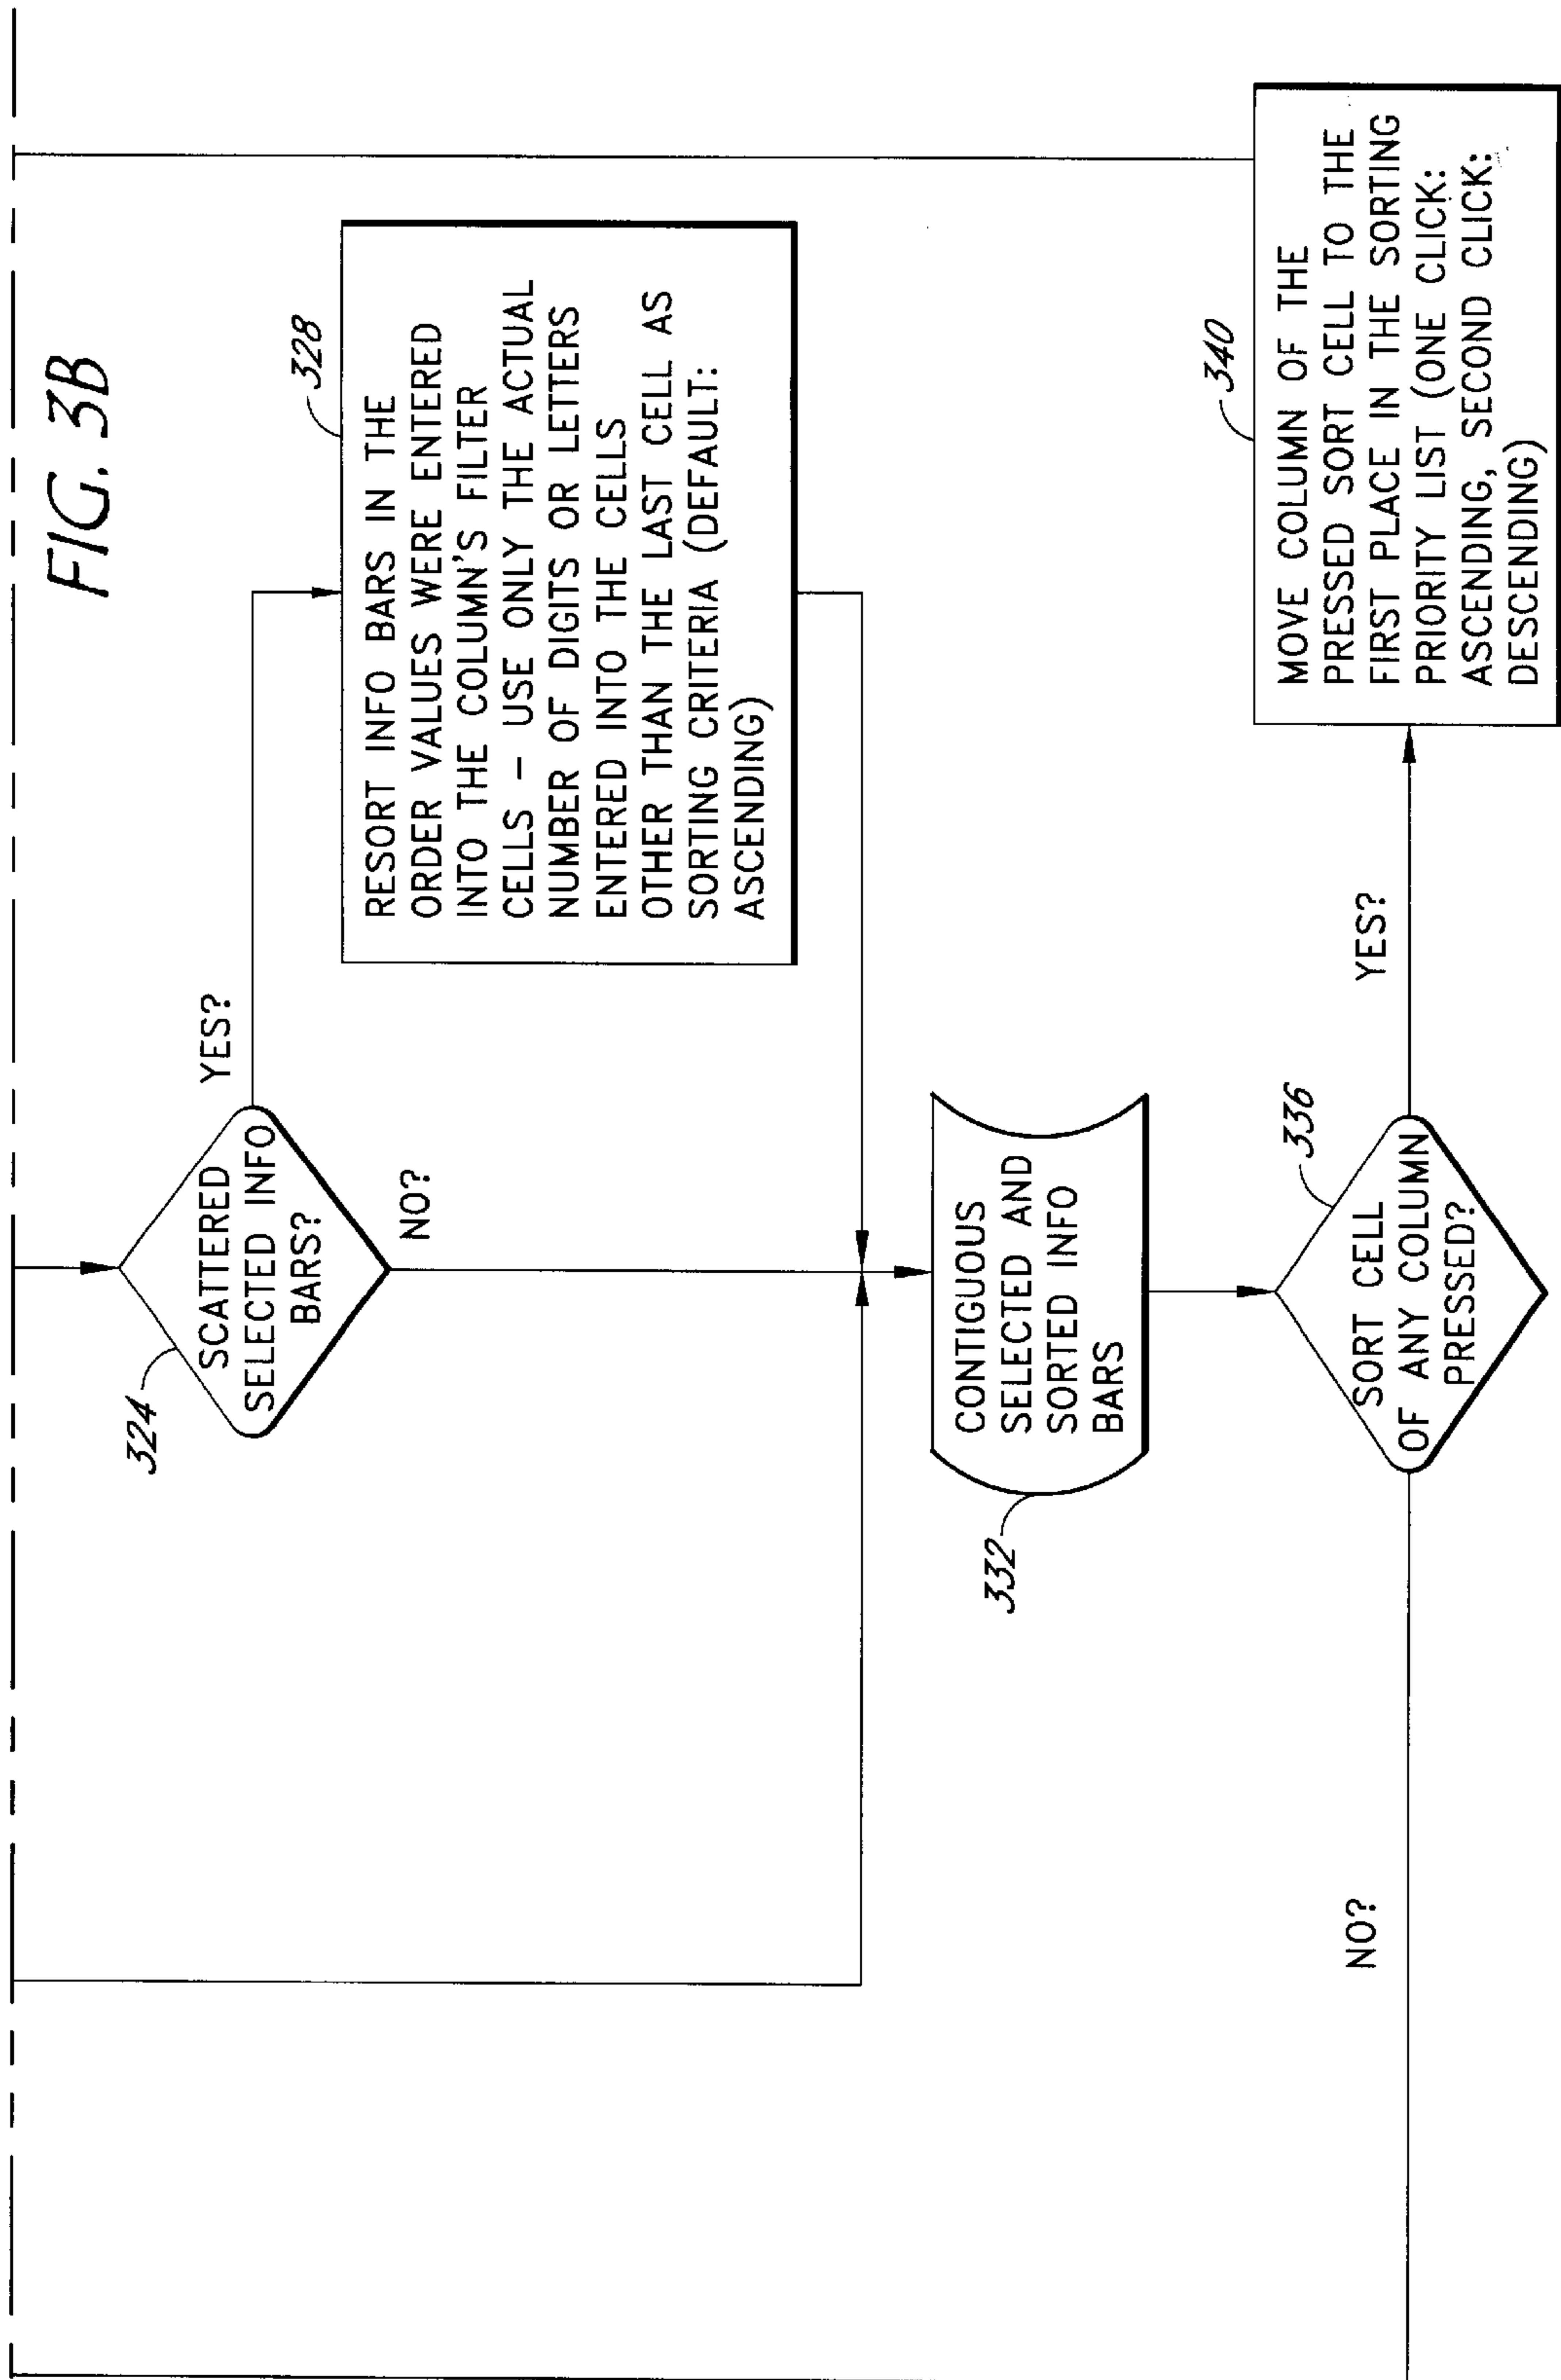 FIG. 3B
324
SCATTERED
SELECTED INFO
BARS?
YES?
NO?
328
RESORT INFO BARS IN THE
ORDER VALUES WERE ENTERED
INTO THE COLUMN'S FILTER
CELLS – USE ONLY THE ACTUAL
NUMBER OF DIGITS OR LETTERS
ENTERED INTO THE CELLS
OTHER THAN THE LAST CELL AS
SORTING CRITERIA (DEFAULT:
ASCENDING)
332
CONTIGUOUS
SELECTED AND
SORTED INFO
BARS
336
SORT CELL
OF ANY COLUMN
PRESSED?
NO?
YES?
340
MOVE COLUMN OF THE
PRESSED SORT CELL TO THE
FIRST PLACE IN THE SORTING
PRIORITY LIST (ONE CLICK:
ASCENDING, SECOND CLICK:
DESCENDING)